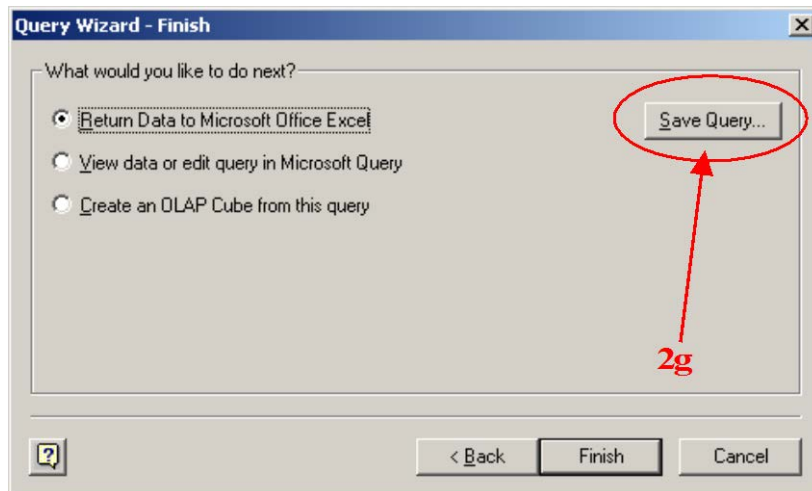 Query Wizard - Finish
What would you like to do next?
Return Data to Microsoft Office Excel
Save Query...
View data or edit query in Microsoft Query
Create an OLAP Cube from this query
2g
< Back
Finish
Cancel